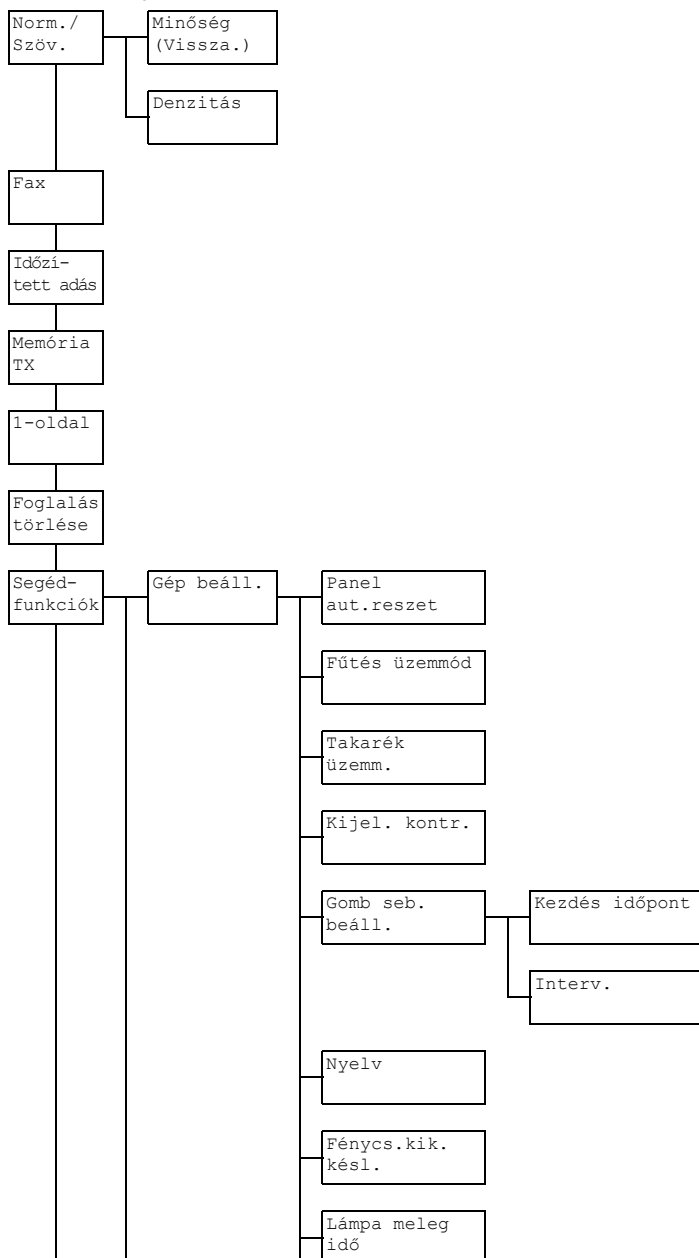 Norm./
Szöv.
Minőség
(Vissza.)
Denzitás
Fax
Időzí-
tett adás
Memória
TX
1-oldal
Foglalás
törlése
Segéd-
funkciók
Gép beáll.
Panel
aut.reszet
Fűtés üzemmód
Takarék
üzemm.
Kijel. kontr.
Gomb seb.
beáll.
Kezdés időpont
Interv.
Nyelv
Fénycs.kik.
késl.
Lámpa meleg
idő